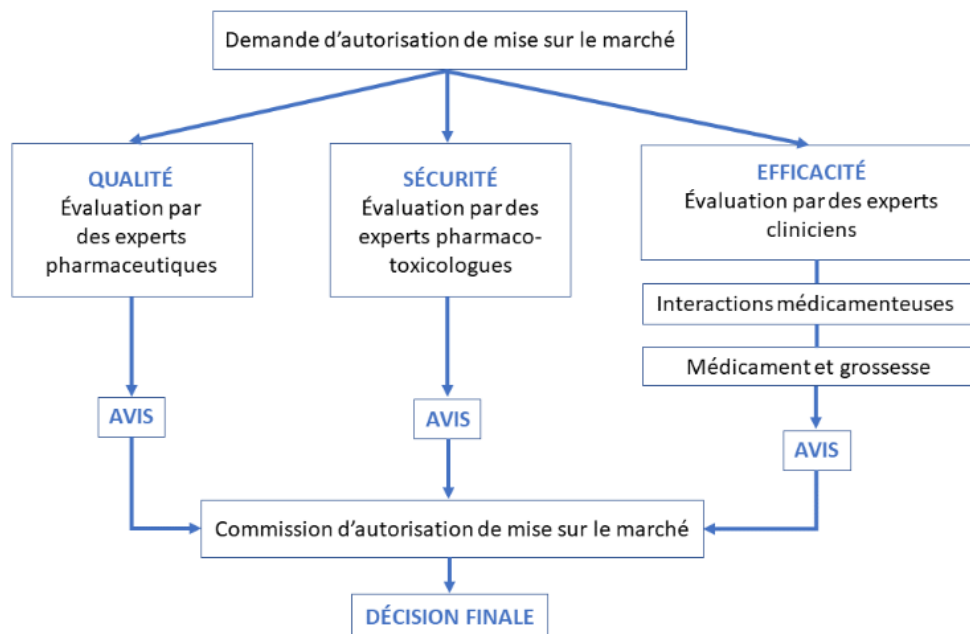 Demande d'autorisation de mise sur le marché
QUALITÉ
Évaluation par
des experts
pharmaceutiques
SÉCURITÉ
Évaluation par des
experts pharmaco-
toxicologues
EFFICACITÉ
Évaluation par des experts
cliniciens
Interactions médicamenteuses
Médicament et grossesse
AVIS
AVIS
AVIS
Commission d'autorisation de mise sur le marché
DÉCISION FINALE